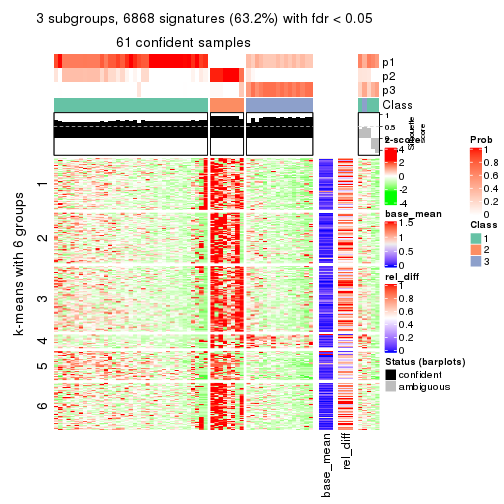 3 subgroups, 6868 signatures (63.2%) with fdr < 0.05
61 confident samples
p1
p2
p3
Class
1
0.5
0
Silhouette
score
k-means with 6 groups
1
2
3
4
5
6
base_mean
rel_diff
z-score
4
2
0
-2
-4
base_mean
1.5
1
0.5
0
rel_diff
1
0.8
0.6
0.4
0.2
0
Status (barplots)
confident
ambiguous
Prob
1
0.8
0.6
0.4
0.2
0
Class
1
2
3